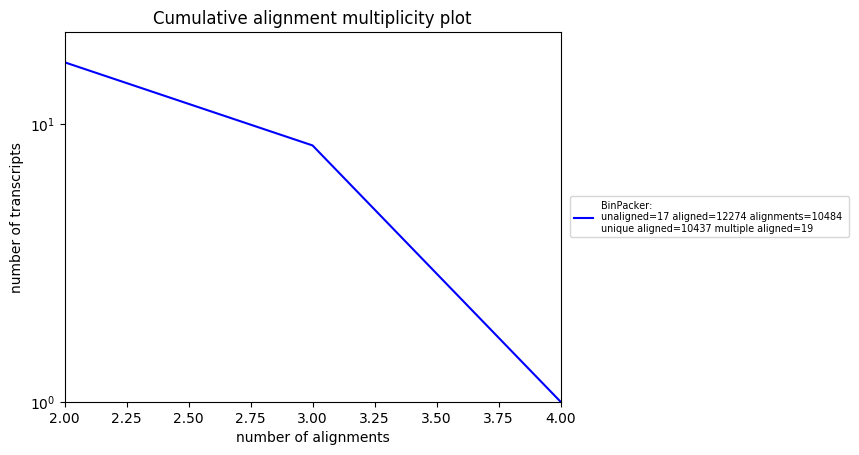 Cumulative alignment multiplicity plot
number of transcripts
10¹
10⁰
2.00 2.25 2.50 2.75 3.00 3.25 3.50 3.75 4.00
number of alignments
BinPacker:
unaligned=17 aligned=12274 alignments=10484
unique aligned=10437 multiple aligned=19